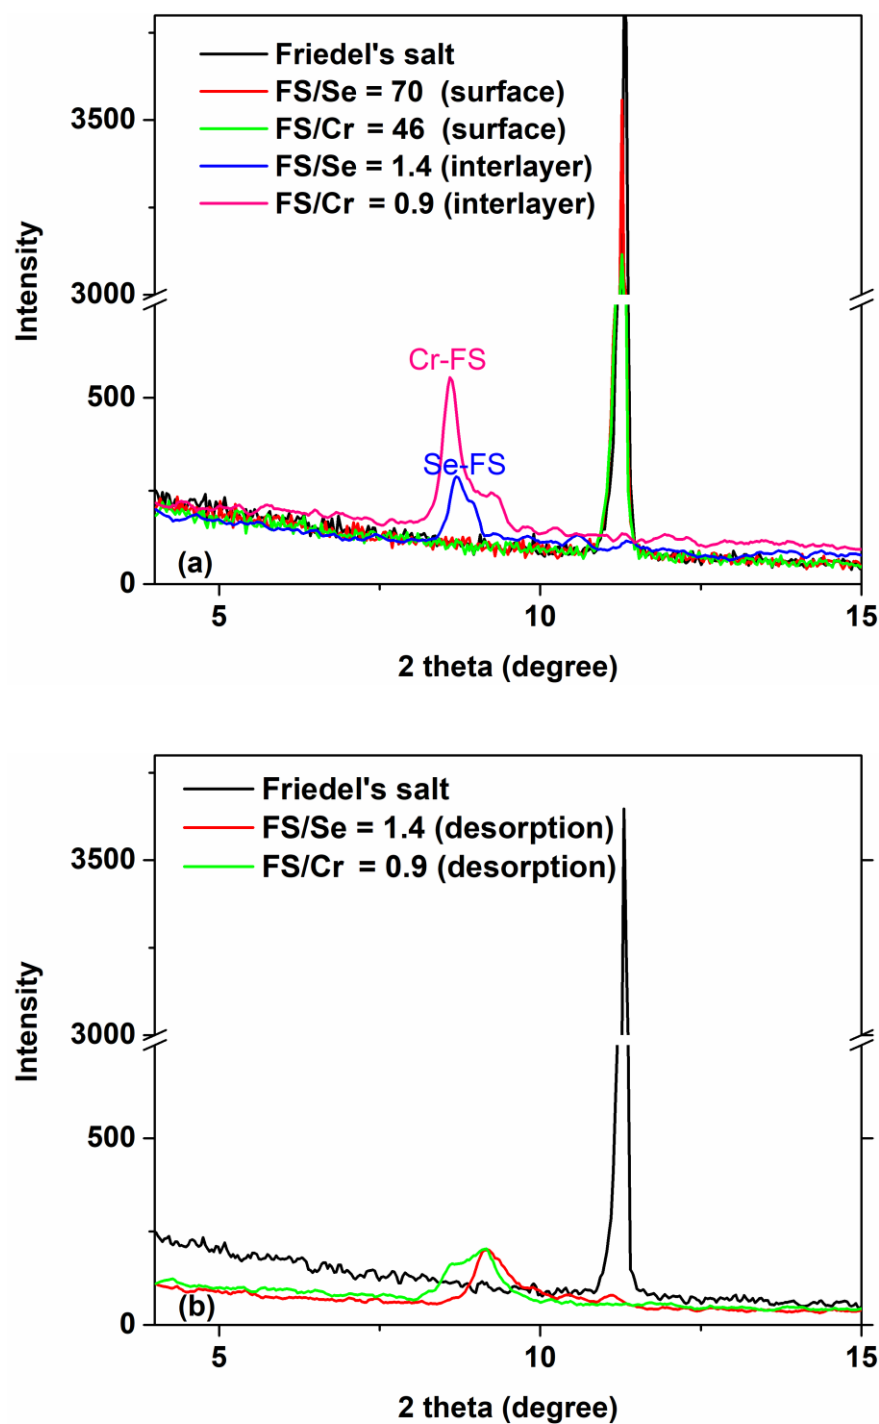 Friedel's salt
FS/Se = 70 (surface)
FS/Cr = 46 (surface)
FS/Se = 1.4 (interlayer)
FS/Cr = 0.9 (interlayer)
3500
3000
500
0
Intensity
Cr-FS
Se-FS
(a)
5
10
15
2 theta (degree)
Friedel's salt
FS/Se = 1.4 (desorption)
FS/Cr = 0.9 (desorption)
3500
3000
500
0
Intensity
(b)
5
10
15
2 theta (degree)